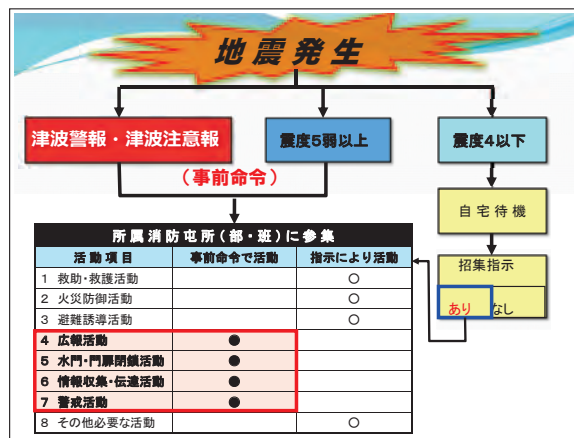 地震発生
津波警報・津波注意報
震度5弱以上
震度4以下
(事前命令)
自宅待機
招集指示
あり なし
所属消防屯所(部・班)に参集
活動項目 事前命令で活動 指示により活動
1 救助・救護活動 ○
2 火災防御活動 ○
3 避難誘導活動 ○
4 広報活動 ●
5 水門・門扉閉鎖活動 ●
6 情報収集・伝達活動 ●
7 警戒活動 ●
8 その他必要な活動 ○